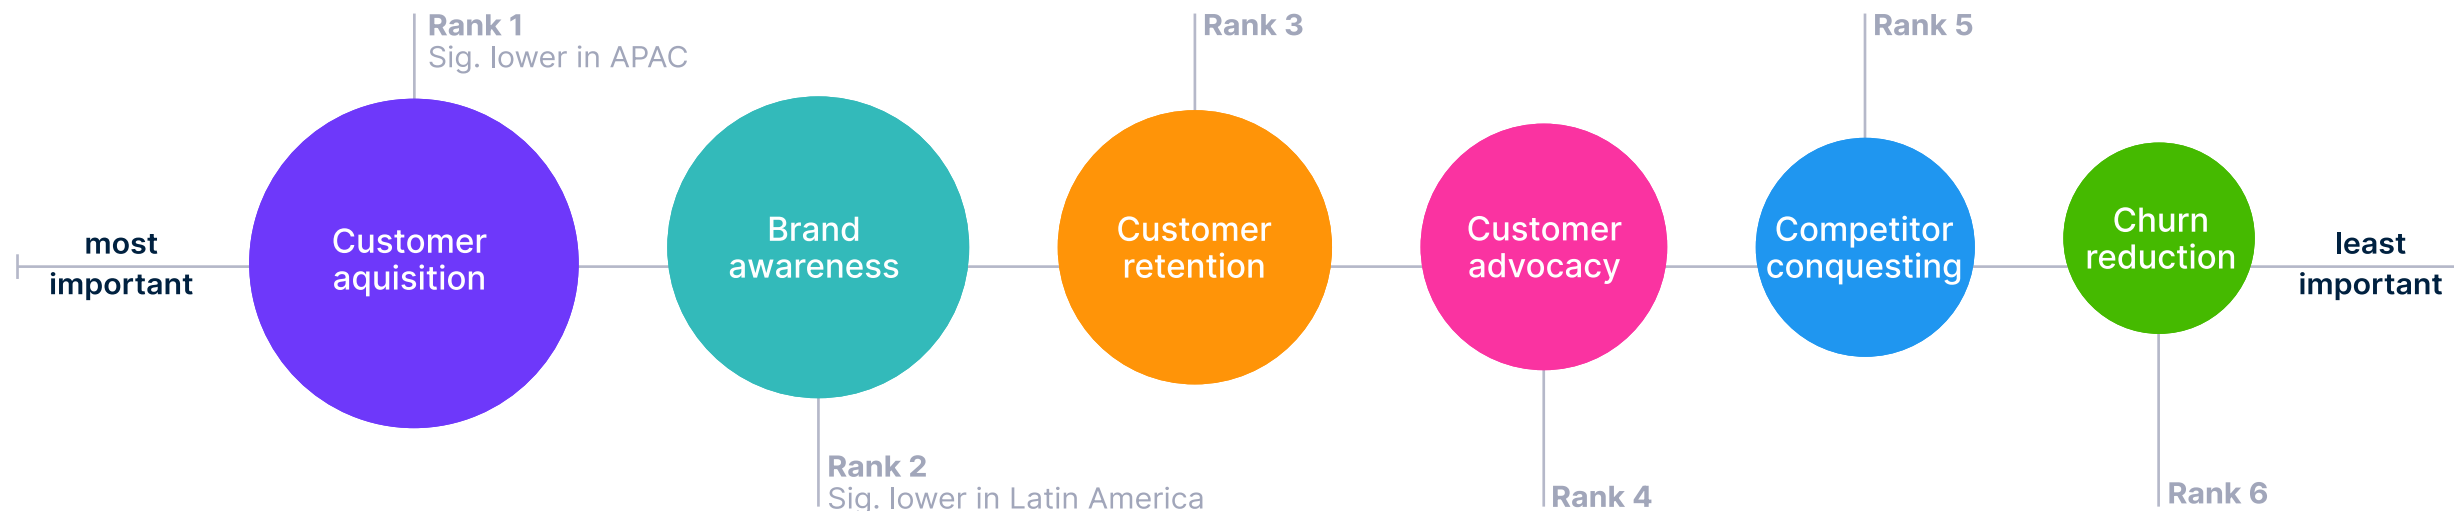 Rank 1
Sig. lower in APAC
Rank 3
Rank 5
most
important
Customer
aquisition
Brand
awareness
Customer
retention
Customer
advocacy
Competitor
conquesting
Churn
reduction
least
important
Rank 2
Sig. lower in Latin America
Rank 4
Rank 6